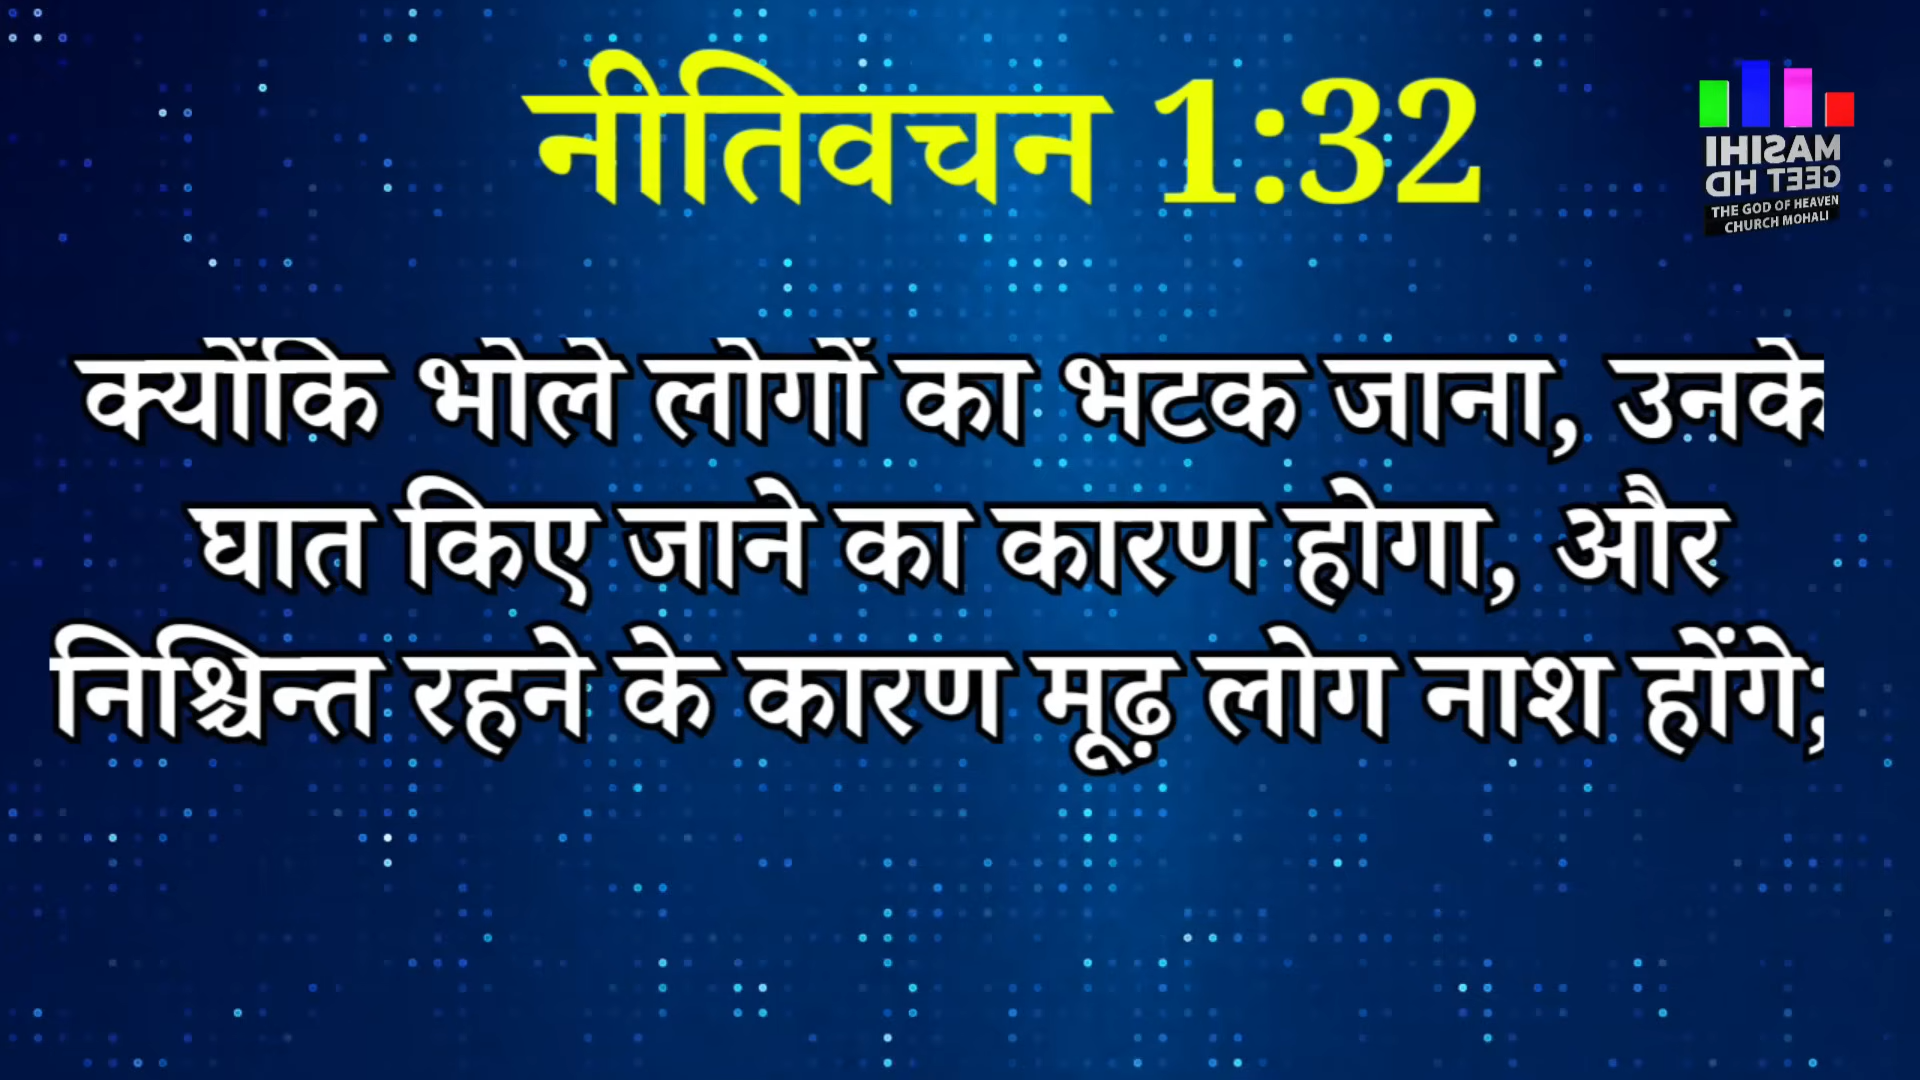 नीतिवचन 1:32
MASIHI
GEET HD
THE GOD OF HEAVEN
CHURCH MOHALI
क्योंकि भोले लोगों का भटक जाना, उनके
घात किए जाने का कारण होगा, और
निश्चिन्त रहने के कारण मूढ़ लोग नाश होंगे;